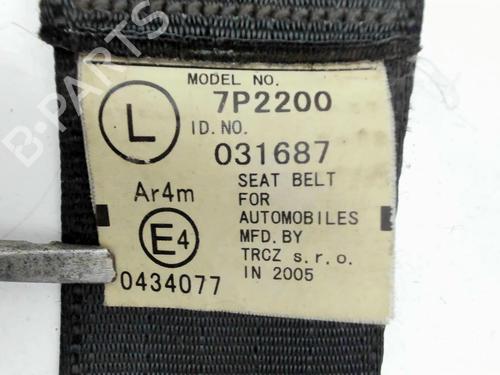 MODEL NO.
7P2200
L
ID.NO.
031687
Ar4m
SEAT BELT
FOR
AUTOMOBILES
E4
MFD.BY
TRCZ s.r.o.
0434077
IN 2005
B-PARTS